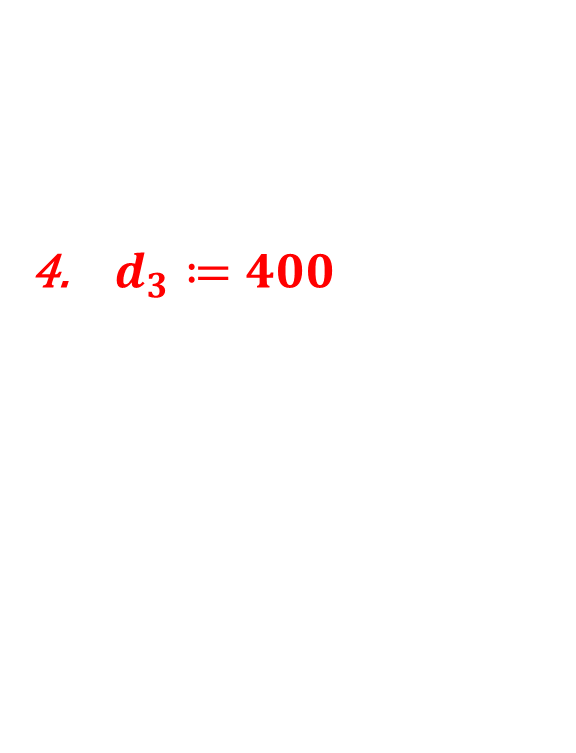 4. d₃ := 400